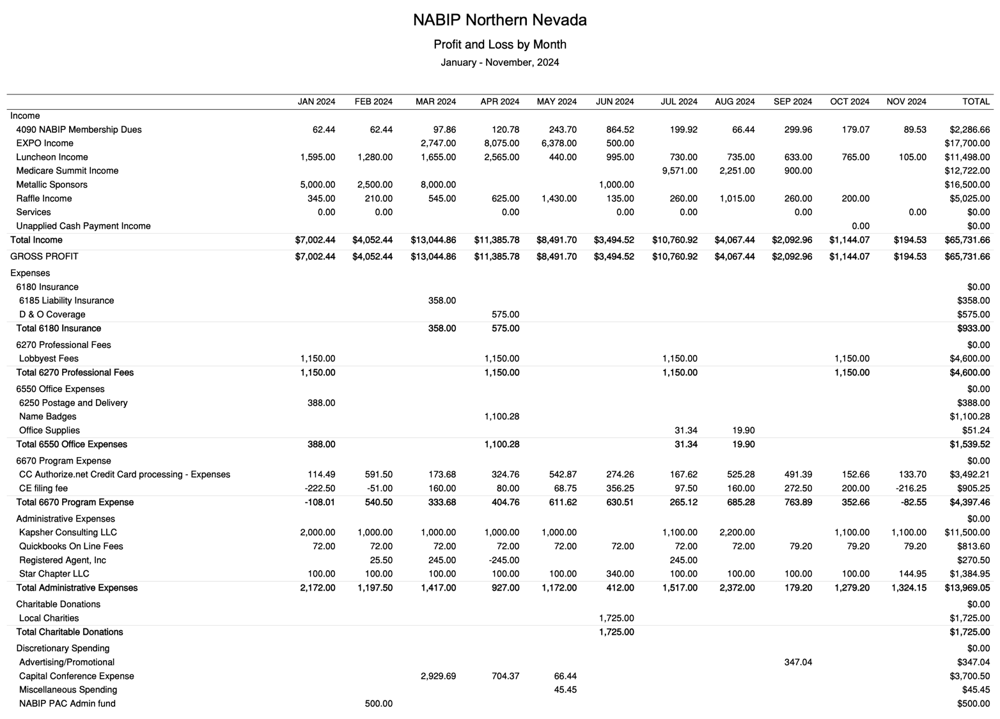 NABIP Northern Nevada
Profit and Loss by Month
January - November, 2024
JAN 2024 FEB 2024 MAR 2024 APR 2024 MAY 2024 JUN 2024 JUL 2024 AUG 2024 SEP 2024 OCT 2024 NOV 2024 TOTAL
Income
4090 NABIP Membership Dues 62.44 62.44 97.86 120.78 243.70 864.52 199.92 66.44 299.96 179.07 89.53 $2,286.66
EXPO Income 2,747.00 8,075.00 6,378.00 500.00 $17,700.00
Luncheon Income 1,595.00 1,280.00 1,655.00 2,565.00 440.00 995.00 730.00 735.00 633.00 765.00 105.00 $11,498.00
Medicare Summit Income 9,571.00 2,251.00 900.00 $12,722.00
Metallic Sponsors 5,000.00 2,500.00 8,000.00 1,000.00 $16,500.00
Raffle Income 345.00 210.00 545.00 625.00 1,430.00 135.00 260.00 1,015.00 260.00 200.00 $5,025.00
Services 0.00 0.00 0.00 0.00 0.00 0.00 0.00 $0.00
Unapplied Cash Payment Income 0.00 $0.00
Total Income $7,002.44 $4,052.44 $13,044.86 $11,385.78 $8,491.70 $3,494.52 $10,760.92 $4,067.44 $2,092.96 $1,144.07 $194.53 $65,731.66
GROSS PROFIT $7,002.44 $4,052.44 $13,044.86 $11,385.78 $8,491.70 $3,494.52 $10,760.92 $4,067.44 $2,092.96 $1,144.07 $194.53 $65,731.66
Expenses
6180 Insurance $0.00
6185 Liability Insurance 358.00 $358.00
D & O Coverage 575.00 $575.00
Total 6180 Insurance 358.00 575.00 $933.00
6270 Professional Fees $0.00
Lobbyest Fees 1,150.00 1,150.00 1,150.00 1,150.00 $4,600.00
Total 6270 Professional Fees 1,150.00 1,150.00 1,150.00 1,150.00 $4,600.00
6550 Office Expenses $0.00
6250 Postage and Delivery 388.00 $388.00
Name Badges 1,100.28 $1,100.28
Office Supplies 31.34 19.90 $51.24
Total 6550 Office Expenses 388.00 1,100.28 31.34 19.90 $1,539.52
6670 Program Expense $0.00
CC Authorize.net Credit Card processing - Expenses 114.49 591.50 173.68 324.76 542.87 274.26 167.62 525.28 491.39 152.66 133.70 $3,492.21
CE filing fee -222.50 -51.00 160.00 80.00 68.75 356.25 97.50 160.00 272.50 200.00 -216.25 $905.25
Total 6670 Program Expense -108.01 540.50 333.68 404.76 611.62 630.51 265.12 685.28 763.89 352.66 -82.55 $4,397.46
Administrative Expenses $0.00
Kapsher Consulting LLC 2,000.00 1,000.00 1,000.00 1,000.00 1,000.00 1,100.00 2,200.00 1,100.00 1,100.00 $11,500.00
Quickbooks On Line Fees 72.00 72.00 72.00 72.00 72.00 72.00 72.00 72.00 79.20 79.20 79.20 $813.60
Registered Agent, Inc 25.50 245.00 -245.00 245.00 $270.50
Star Chapter LLC 100.00 100.00 100.00 100.00 100.00 340.00 100.00 100.00 100.00 100.00 144.95 $1,384.95
Total Administrative Expenses 2,172.00 1,197.50 1,417.00 927.00 1,172.00 412.00 1,517.00 2,372.00 179.20 1,279.20 1,324.15 $13,969.05
Charitable Donations $0.00
Local Charities 1,725.00 $1,725.00
Total Charitable Donations 1,725.00 $1,725.00
Discretionary Spending $0.00
Advertising/Promotional 347.04 $347.04
Capital Conference Expense 2,929.69 704.37 66.44 $3,700.50
Miscellaneous Spending 45.45 $45.45
NABIP PAC Admin fund 500.00 $500.00